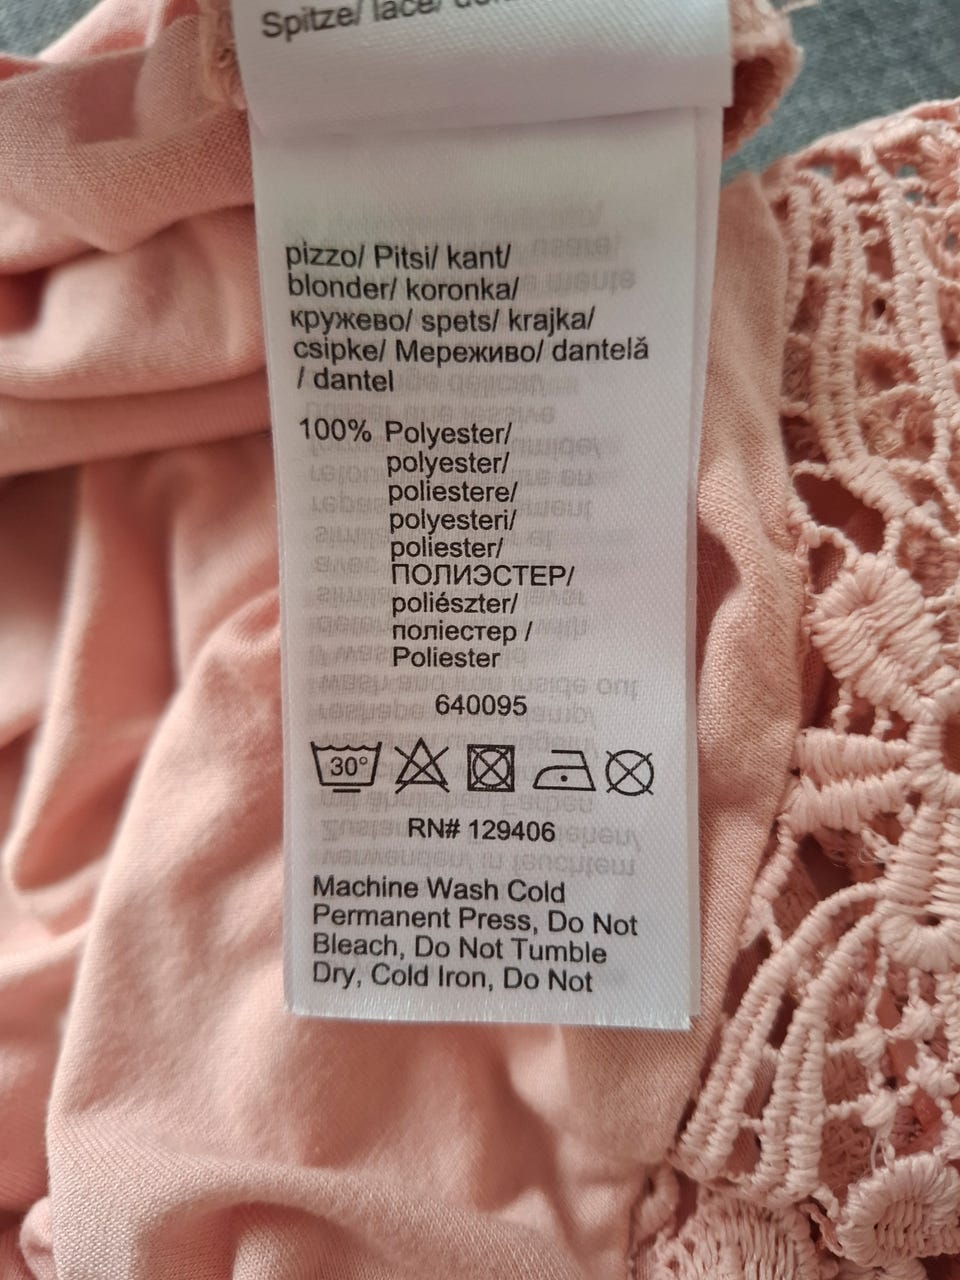 Spitze/ lace/
pizzo/ Pitsi/ kant/
blonder/ koronka/
кружево/ spets/ krajka/
csipke/ Мереживо/ dantelă
/ dantel
100% Polyester/
polyester/
poliestere/
polyesteri/
poliester/
ПОЛИЭСТЕР/
poliészter/
поліестер /
Poliester
640095
30°
RN# 129406
Machine Wash Cold
Permanent Press, Do Not
Bleach, Do Not Tumble
Dry, Cold Iron, Do Not